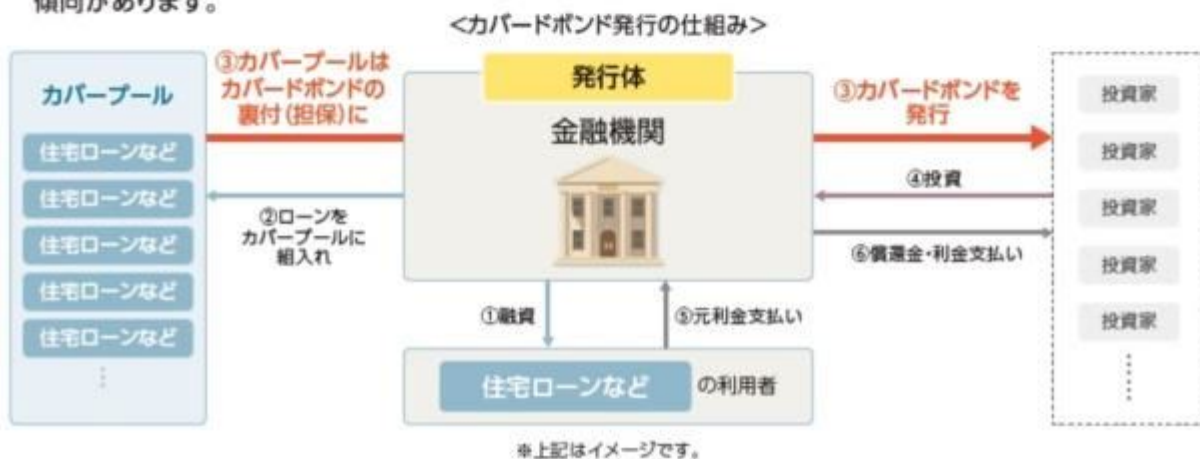 傾向があります。
<カバードボンド発行の仕組み>
カバープール
住宅ローンなど
住宅ローンなど
住宅ローンなど
住宅ローンなど
住宅ローンなど
③カバープールは
カバードボンドの
裏付(担保)に
②ローンを
カバープールに
組入れ
発行体
金融機関
①融資
⑤元利金支払い
住宅ローンなど の利用者
③カバードボンドを
発行
④投資
⑥償還金・利金支払い
投資家
投資家
投資家
投資家
投資家
※上記はイメージです。